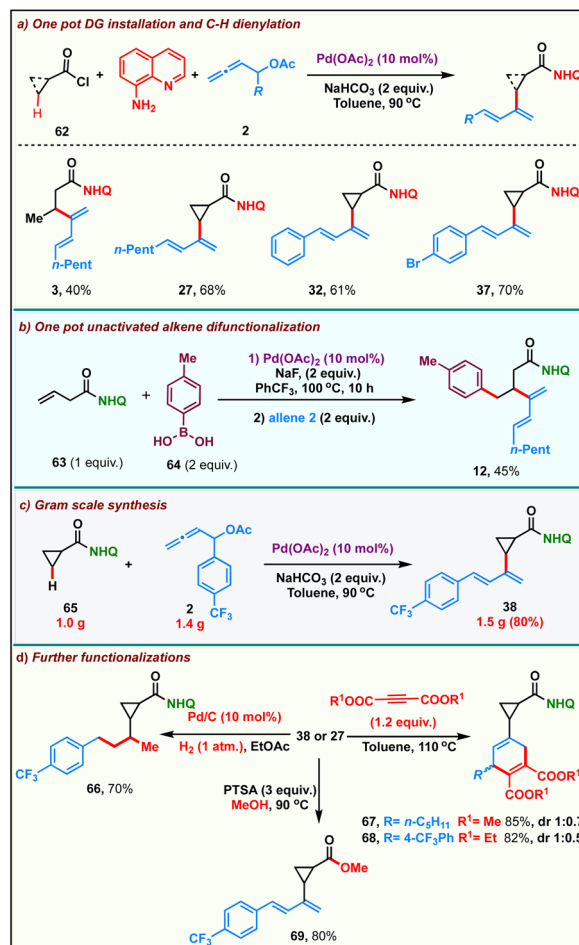 a) One pot DG installation and C-H dienylation
O
Cl
H
62
+
N
NH2
+
OAc
R
2
Pd(OAc)2 (10 mol%)
NaHCO3 (2 equiv.)
Toluene, 90 °C
O
NHQ
R
O
NHQ
Me
n-Pent
3, 40%
O
NHQ
n-Pent
27, 68%
O
NHQ
32, 61%
O
NHQ
Br
37, 70%
b) One pot unactivated alkene difunctionalization
O
NHQ
63 (1 equiv.)
+
Me
B
HO
OH
64 (2 equiv.)
1) Pd(OAc)2 (10 mol%)
NaF, (2 equiv.)
PhCF3, 100 °C, 10 h
2) allene 2 (2 equiv.)
Me
O
NHQ
n-Pent
12, 45%
c) Gram scale synthesis
O
NHQ
H
65
1.0 g
+
OAc
CF3
2
1.4 g
Pd(OAc)2 (10 mol%)
NaHCO3 (2 equiv.)
Toluene, 90 °C
O
NHQ
CF3
38
1.5 g (80%)
d) Further functionalizations
O
NHQ
Me
CF3
66, 70%
Pd/C (10 mol%)
H2 (1 atm.), EtOAc
38 or 27
R1OOC
COOR1
(1.2 equiv.)
Toluene, 110 °C
O
NHQ
R
COOR1
COOR1
67, R= n-C5H11 R1= Me 85%, dr 1:0.7
68, R= 4-CF3Ph R1= Et 82%, dr 1:0.5
PTSA (3 equiv.)
MeOH, 90 °C
O
OMe
CF3
69, 80%